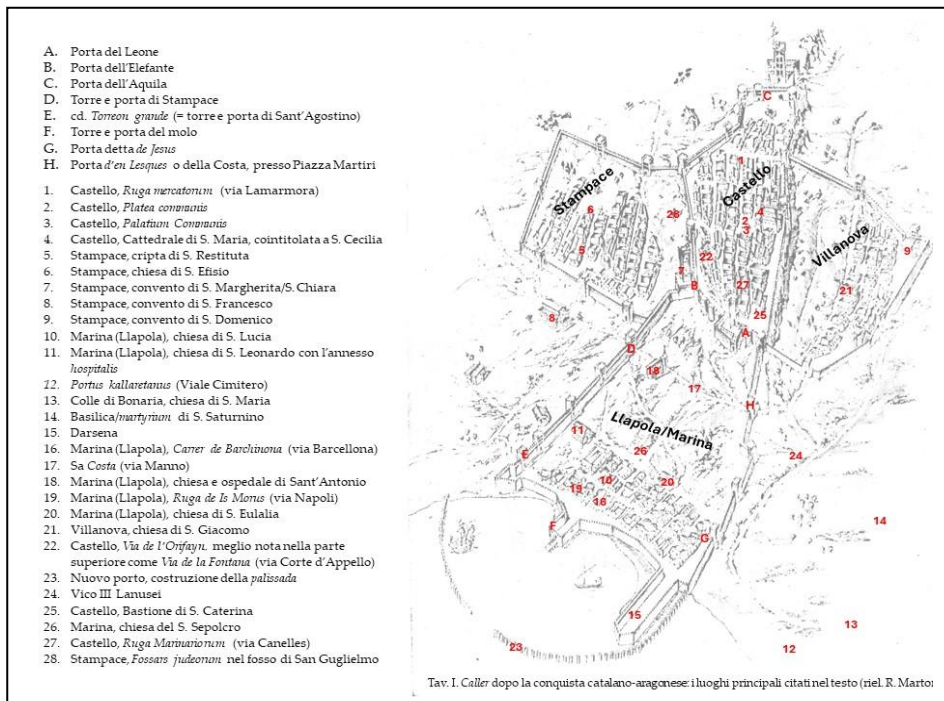 A. Porta del Leone
B. Porta dell'Elefante
C. Porta dell'Aquila
D. Torre e porta di Stampace
E. cd. Torreon grande (= torre e porta di Sant'Agostino)
F. Torre e porta del molo
G. Porta detta de Jesus
H. Porta d'en Lesques o della Costa, presso Piazza Martiri
1. Castello, Ruga mercatorum (via Lamarmora)
2. Castello, Platea communis
3. Castello, Palatium Communis
4. Castello, Cattedrale di S. Maria, cointitolata a S. Cecilia
5. Stampace, cripta di S. Restituta
6. Stampace, chiesa di S. Efisio
7. Stampace, convento di S. Margherita/S. Chiara
8. Stampace, convento di S. Francesco
9. Stampace, convento di S. Domenico
10. Marina (Llapola), chiesa di S. Lucia
11. Marina (Llapola), chiesa di S. Leonardo con l'annesso
hospitalis
12. Portus kallaretanus (Viale Cimitero)
13. Colle di Bonaria, chiesa di S. Maria
14. Basilica/martyrium di S. Saturnino
15. Darsena
16. Marina (Llapola), Carrer de Barchinona (via Barcellona)
17. Sa Costa (via Manno)
18. Marina (Llapola), chiesa e ospedale di Sant'Antonio
19. Marina (Llapola), Ruga de Is Morus (via Napoli)
20. Marina (Llapola), chiesa di S. Eulalia
21. Villanova, chiesa di S. Giacomo
22. Castello, Via de l'Orifayn, meglio nota nella parte
superiore come Via de la Fontana (via Corte d'Appello)
23. Nuovo porto, costruzione della palissada
24. Vico III Lanusei
25. Castello, Bastione di S. Caterina
26. Marina, chiesa del S. Sepolcro
27. Castello, Ruga Marinariorum (via Canelles)
28. Stampace, Fossars judeorum nel fosso di San Guglielmo
C
1
Stampace
Castello
6
28
4
2
3
Villanova
5
22
9
7
27
21
B
8
25
A
D
18
17
H
Llapola/Marina
11
26
E
24
10
20
19
16
F
14
G
15
13
23
12
Tav. I. Caller dopo la conquista catalano-aragonese: i luoghi principali citati nel testo (riel. R. Martor